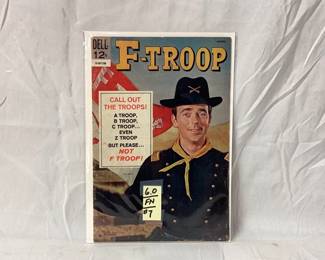 DELL
12¢
F-TROOP
CALL OUT
THE TROOPS!
A TROOP,
B TROOP,
C TROOP...
EVEN
Z TROOP
BUT PLEASE...
NOT
F TROOP!
6.0
FN
#7